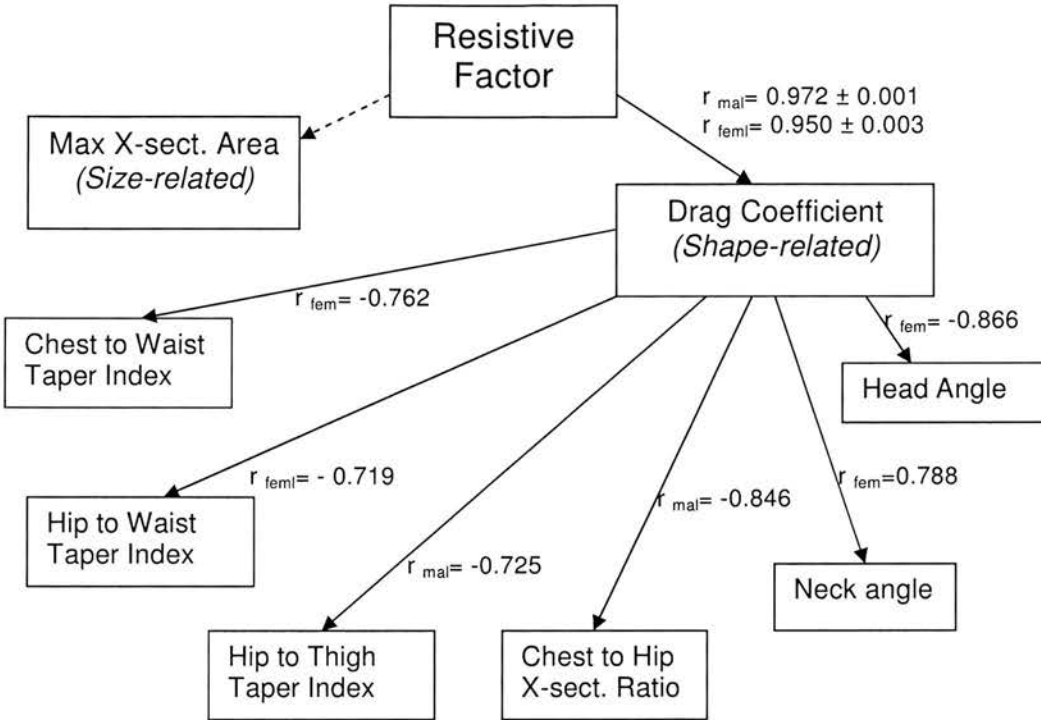 Resistive
Factor
r mal= 0.972 ± 0.001
r feml= 0.950 ± 0.003
Max X-sect. Area
(Size-related)
Drag Coefficient
(Shape-related)
r fem= -0.762
r fem= -0.866
Chest to Waist
Taper Index
Head Angle
r feml= - 0.719
r fem=0.788
r mal= -0.846
Hip to Waist
Taper Index
r mal= -0.725
Neck angle
Hip to Thigh
Taper Index
Chest to Hip
X-sect. Ratio